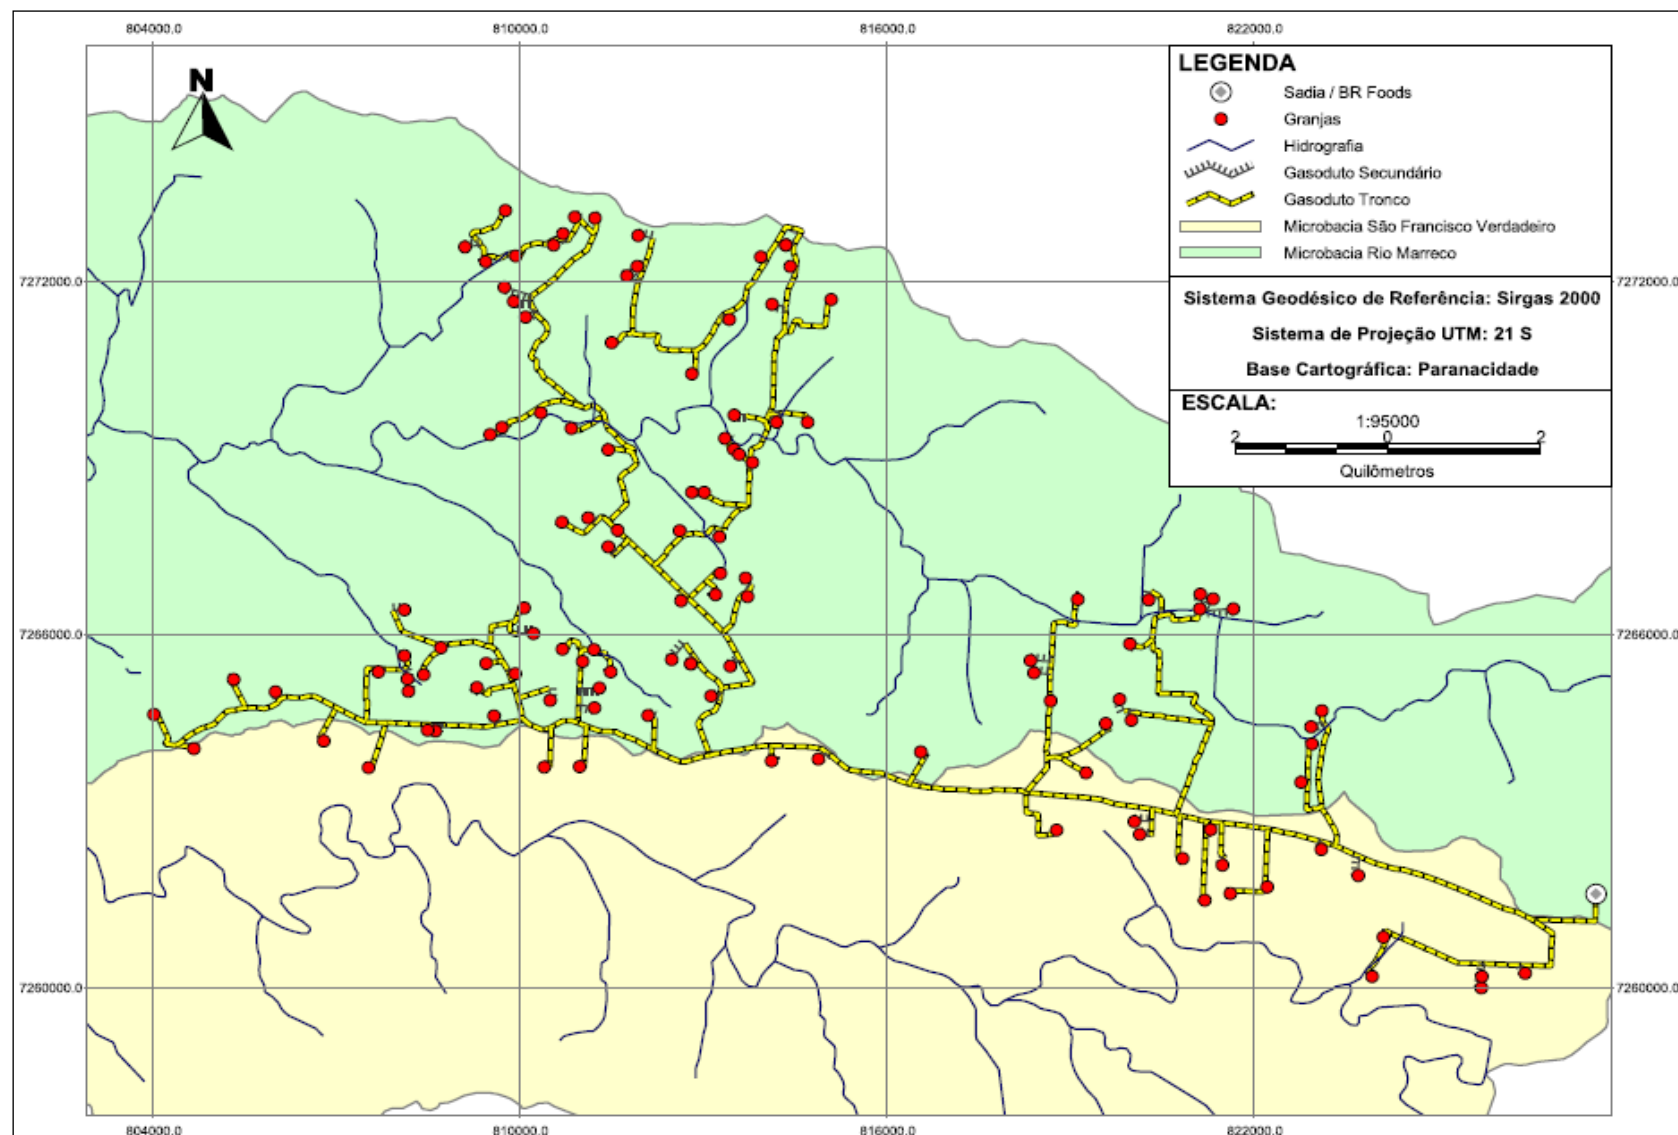 804000.0 810000.0 816000.0 822000.0
N
LEGENDA
Sadia / BR Foods
Granjas
Hidrografia
Gasoduto Secundário
Gasoduto Tronco
Microbacia São Francisco Verdadeiro
Microbacia Rio Marreco
7272000.0 7272000.0
Sistema Geodésico de Referência: Sirgas 2000
Sistema de Projeção UTM: 21 S
Base Cartográfica: Paranacidade
ESCALA:
1:95000
2 0 2
Quilômetros
7266000.0 7266000.0
7260000.0 7260000.0
804000.0 810000.0 816000.0 822000.0